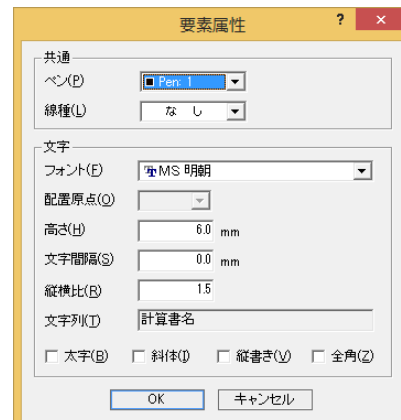 要素属性 ? ×
共通
ペン(P) Pen: 1
線種(L) な し
文字
フォント(F) MS 明朝
配置原点(O)
高さ(H) 6.0 mm
文字間隔(S) 0.0 mm
縦横比(R) 1.5
文字列(T) 計算書名
太字(B) 斜体(I) 縦書き(V) 全角(Z)
OK キャンセル